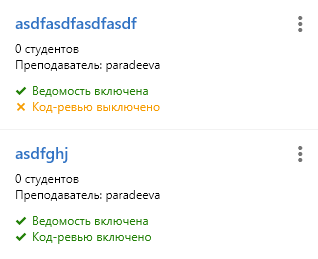 asdfasdfasdfasdf
0 студентов
Преподаватель: paradeeva
Ведомость включена
Код-ревью выключено
asdfghj
0 студентов
Преподаватель: paradeeva
Ведомость включена
Код-ревью включено